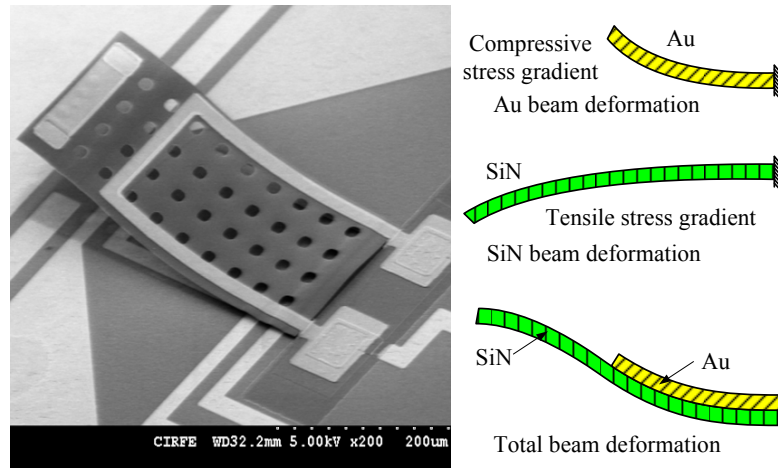 Au
Compressive
stress gradient
Au beam deformation
SiN
Tensile stress gradient
SiN beam deformation
SiN
Au
Total beam deformation
CIRFE WD32.2mm 5.00kV x200 200um